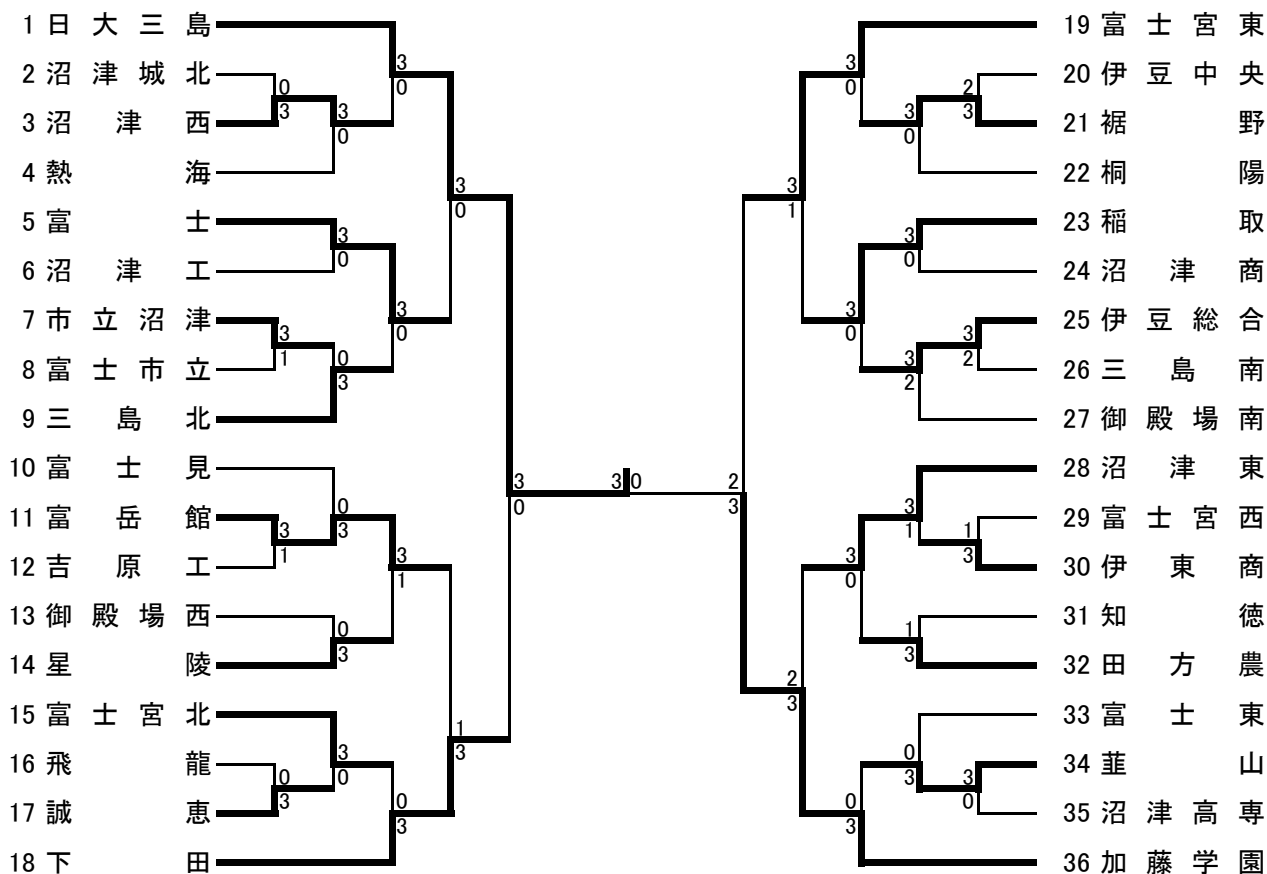 1 日大三島
2 沼津城北
3 沼津西
4 熱海
5 富士
6 沼津工
7 市立沼津
8 富士市立
9 三島北
10 富士見
11 富岳館
12 吉原工
13 御殿場西
14 星陵
15 富士宮北
16 飛龍
17 誠恵
18 下田
0
3
3
0
3
0
3
0
3
1
0
3
3
0
3
0
3
1
0
3
0
3
3
1
0
3
3
0
0
3
1
3
3
0
3 0
2
3
3
1
3
0
3
0
2
3
3
0
3
0
3
2
3
2
2
3
3
0
3
1
1
3
1
3
0
3
0
3
3
0
19 富士宮東
20 伊豆中央
21 裾野
22 桐陽
23 稲取
24 沼津商
25 伊豆総合
26 三島南
27 御殿場南
28 沼津東
29 富士宮西
30 伊東商
31 知徳
32 田方農
33 富士東
34 韮山
35 沼津高専
36 加藤学園